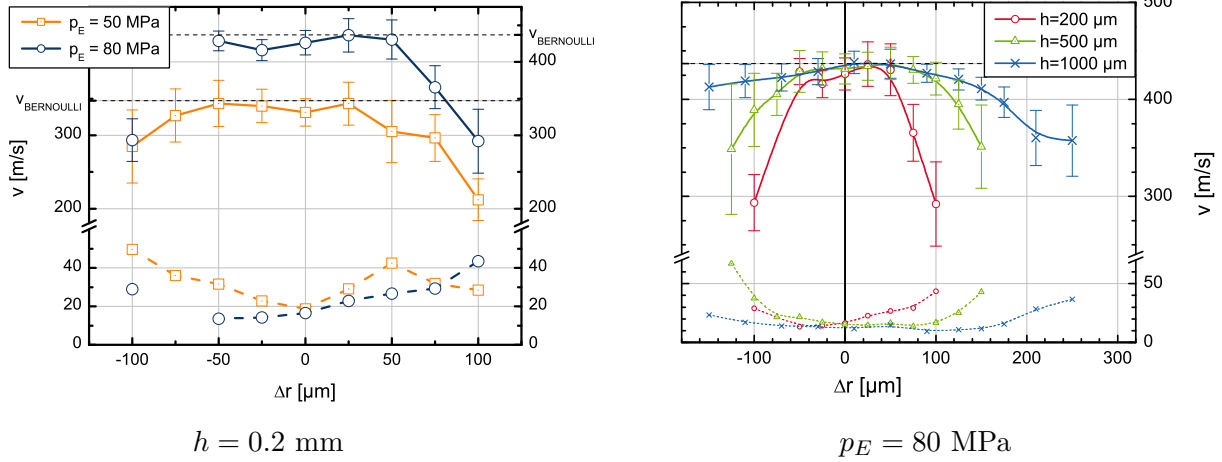 p_E = 50 MPa
p_E = 80 MPa
v_BERNOULLI
v_BERNOULLI
400
300
200
40
20
0
v [m/s]
400
300
200
40
20
0
-100 -50 0 50 100
Δr [µm]
h = 0.2 mm
h=200 µm
h=500 µm
h=1000 µm
500
400
300
50
0
v [m/s]
-100 0 100 200 300
Δr [µm]
p_E = 80 MPa